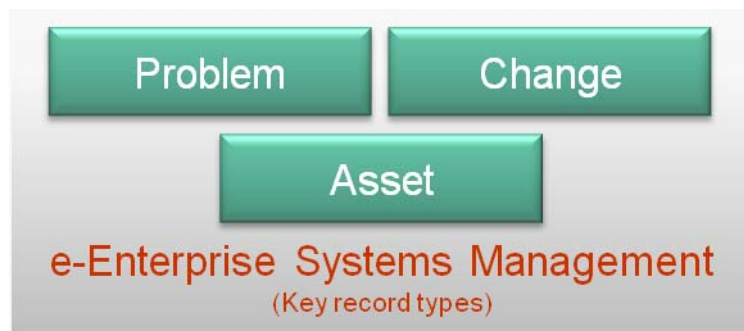 Problem
Change
Asset
e-Enterprise Systems Management
(Key record types)